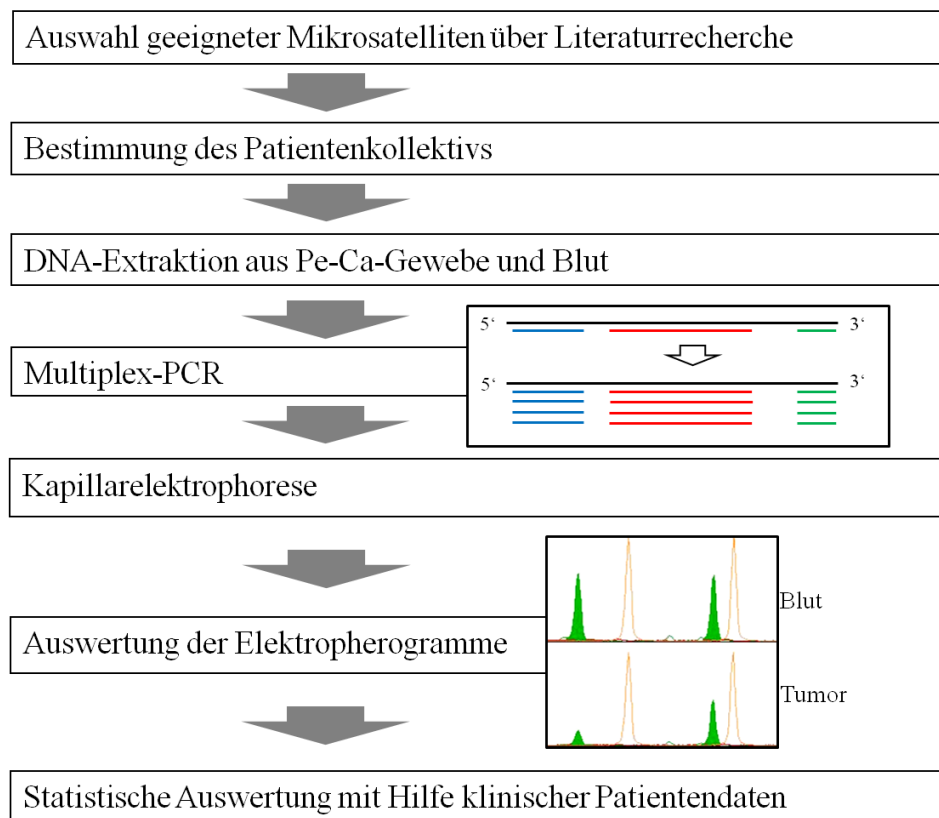 Auswahl geeigneter Mikrosatelliten über Literaturrecherche
Bestimmung des Patientenkollektivs
DNA-Extraktion aus Pe-Ca-Gewebe und Blut
Multiplex-PCR
5‘ 3‘
5‘ 3‘
Kapillarelektrophorese
Auswertung der Elektropherogramme
Blut
Tumor
Statistische Auswertung mit Hilfe klinischer Patientendaten